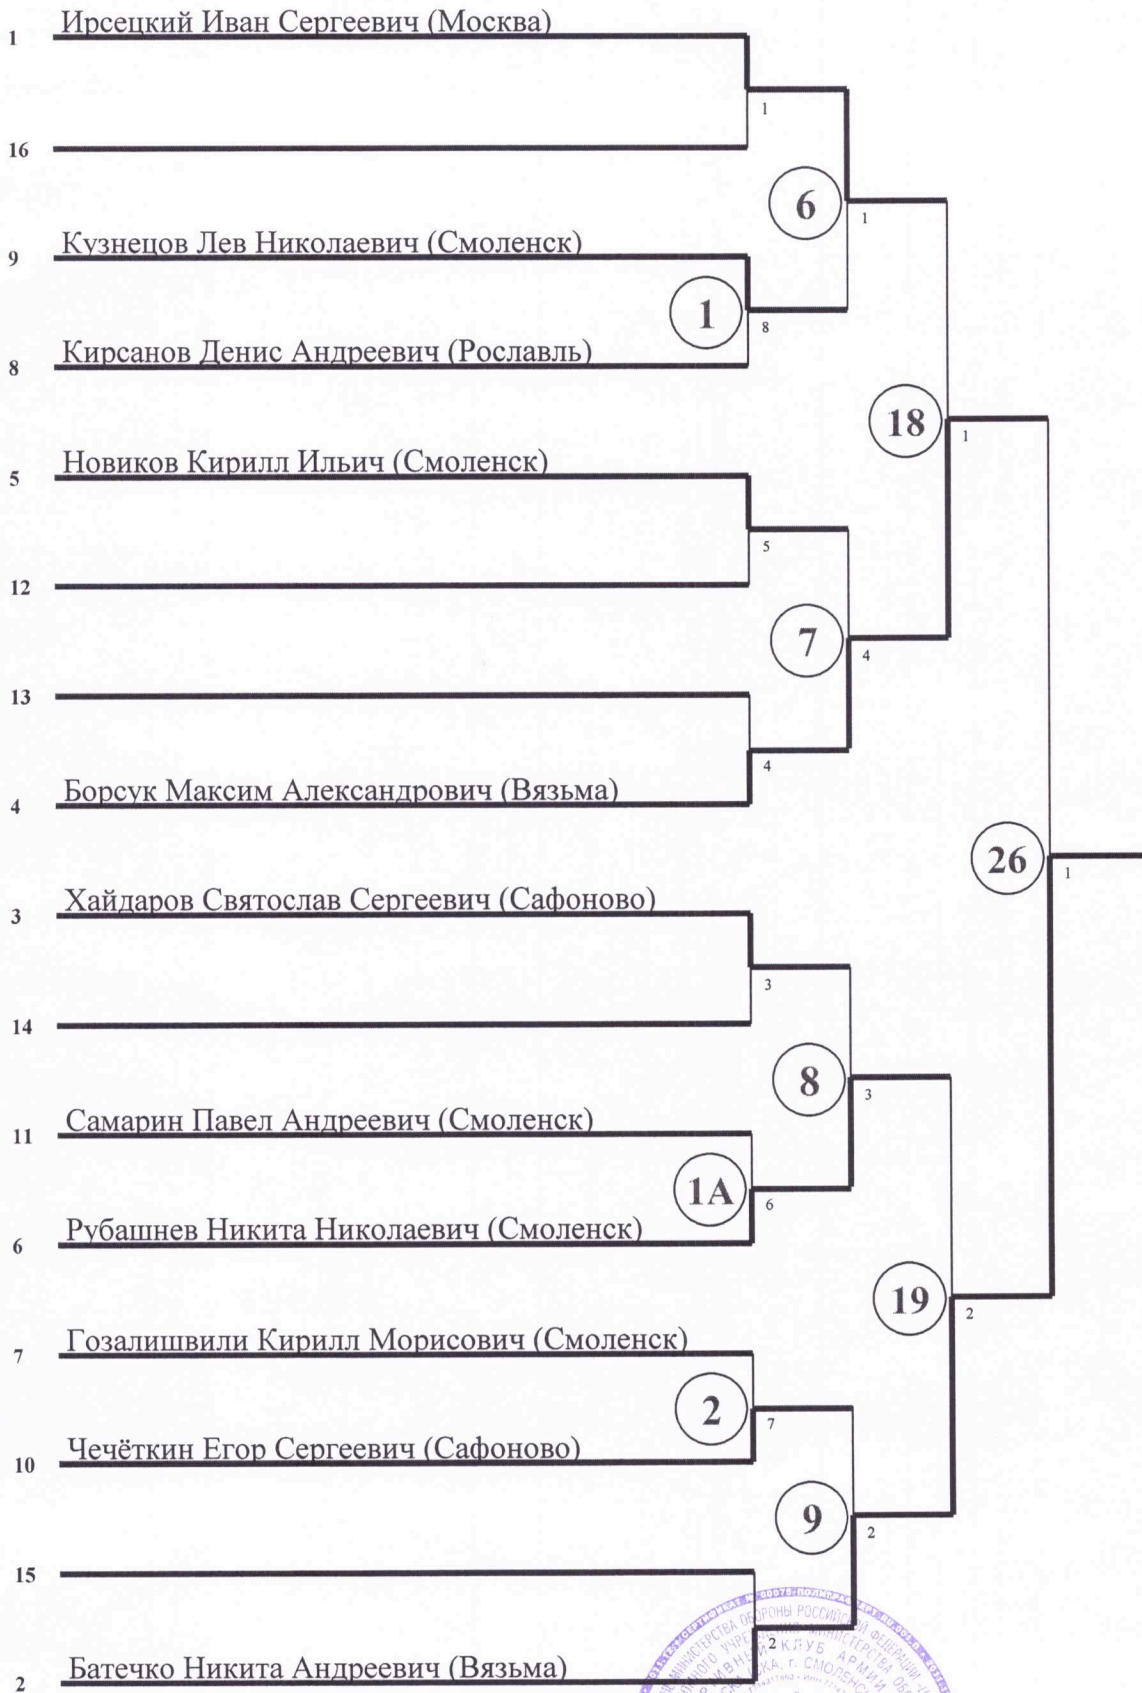 1 Ирсецкий Иван Сергеевич (Москва)
1
16
6
1
9 Кузнецов Лев Николаевич (Смоленск)
1
8
8 Кирсанов Денис Андреевич (Рославль)
18
1
5 Новиков Кирилл Ильич (Смоленск)
5
12
7
4
13
4
4 Борсук Максим Александрович (Вязьма)
26
1
3 Хайдаров Святослав Сергеевич (Сафоново)
3
14
8
3
11 Самарин Павел Андреевич (Смоленск)
1А
6
6 Рубашнев Никита Николаевич (Смоленск)
19
2
7 Гозалишвили Кирилл Морисович (Смоленск)
2
7
10 Чечёткин Егор Сергеевич (Сафоново)
9
2
15
2
2 Батечко Никита Андреевич (Вязьма)